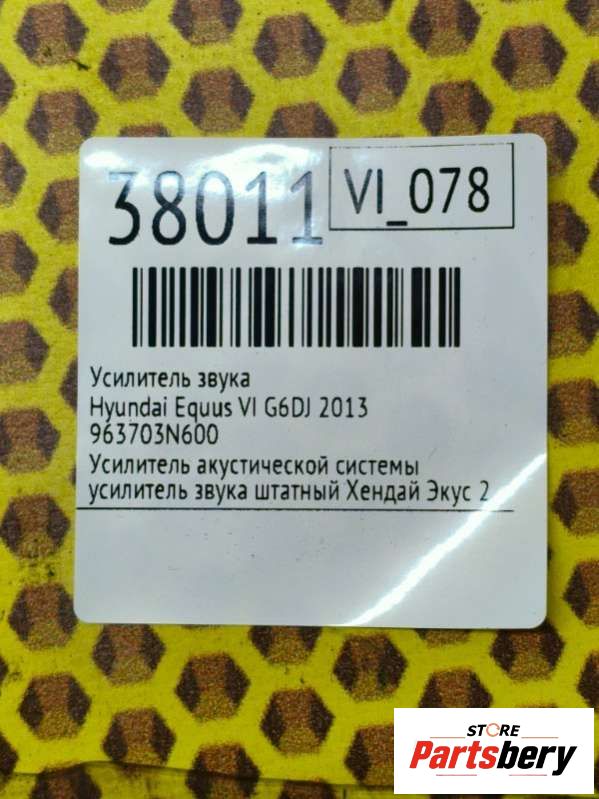 38011
VI_078
Усилитель звука
Hyundai Equus VI G6DJ 2013
963703N600
Усилитель акустической системы
усилитель звука штатный Хендай Экус 2
STORE
Partsbery